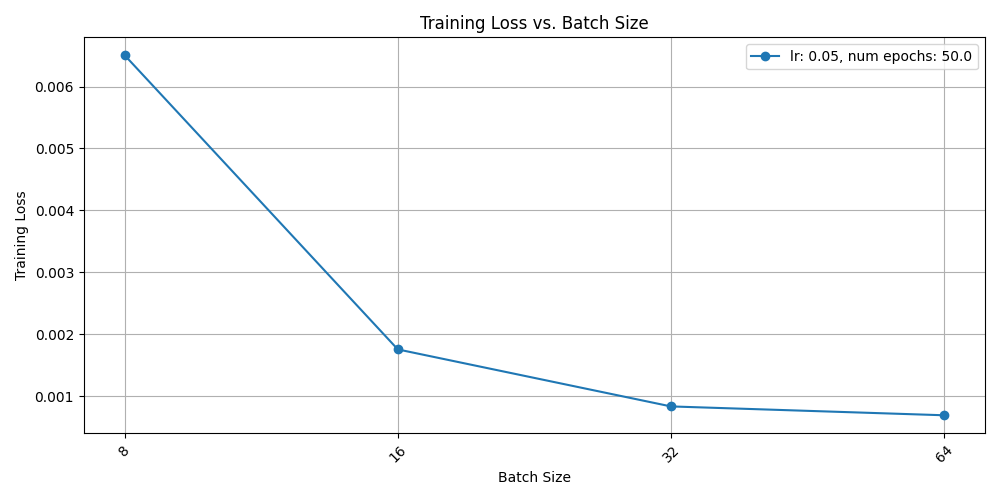 Training Loss vs. Batch Size
lr: 0.05, num epochs: 50.0
Training Loss
0.006
0.005
0.004
0.003
0.002
0.001
8
16
32
64
Batch Size